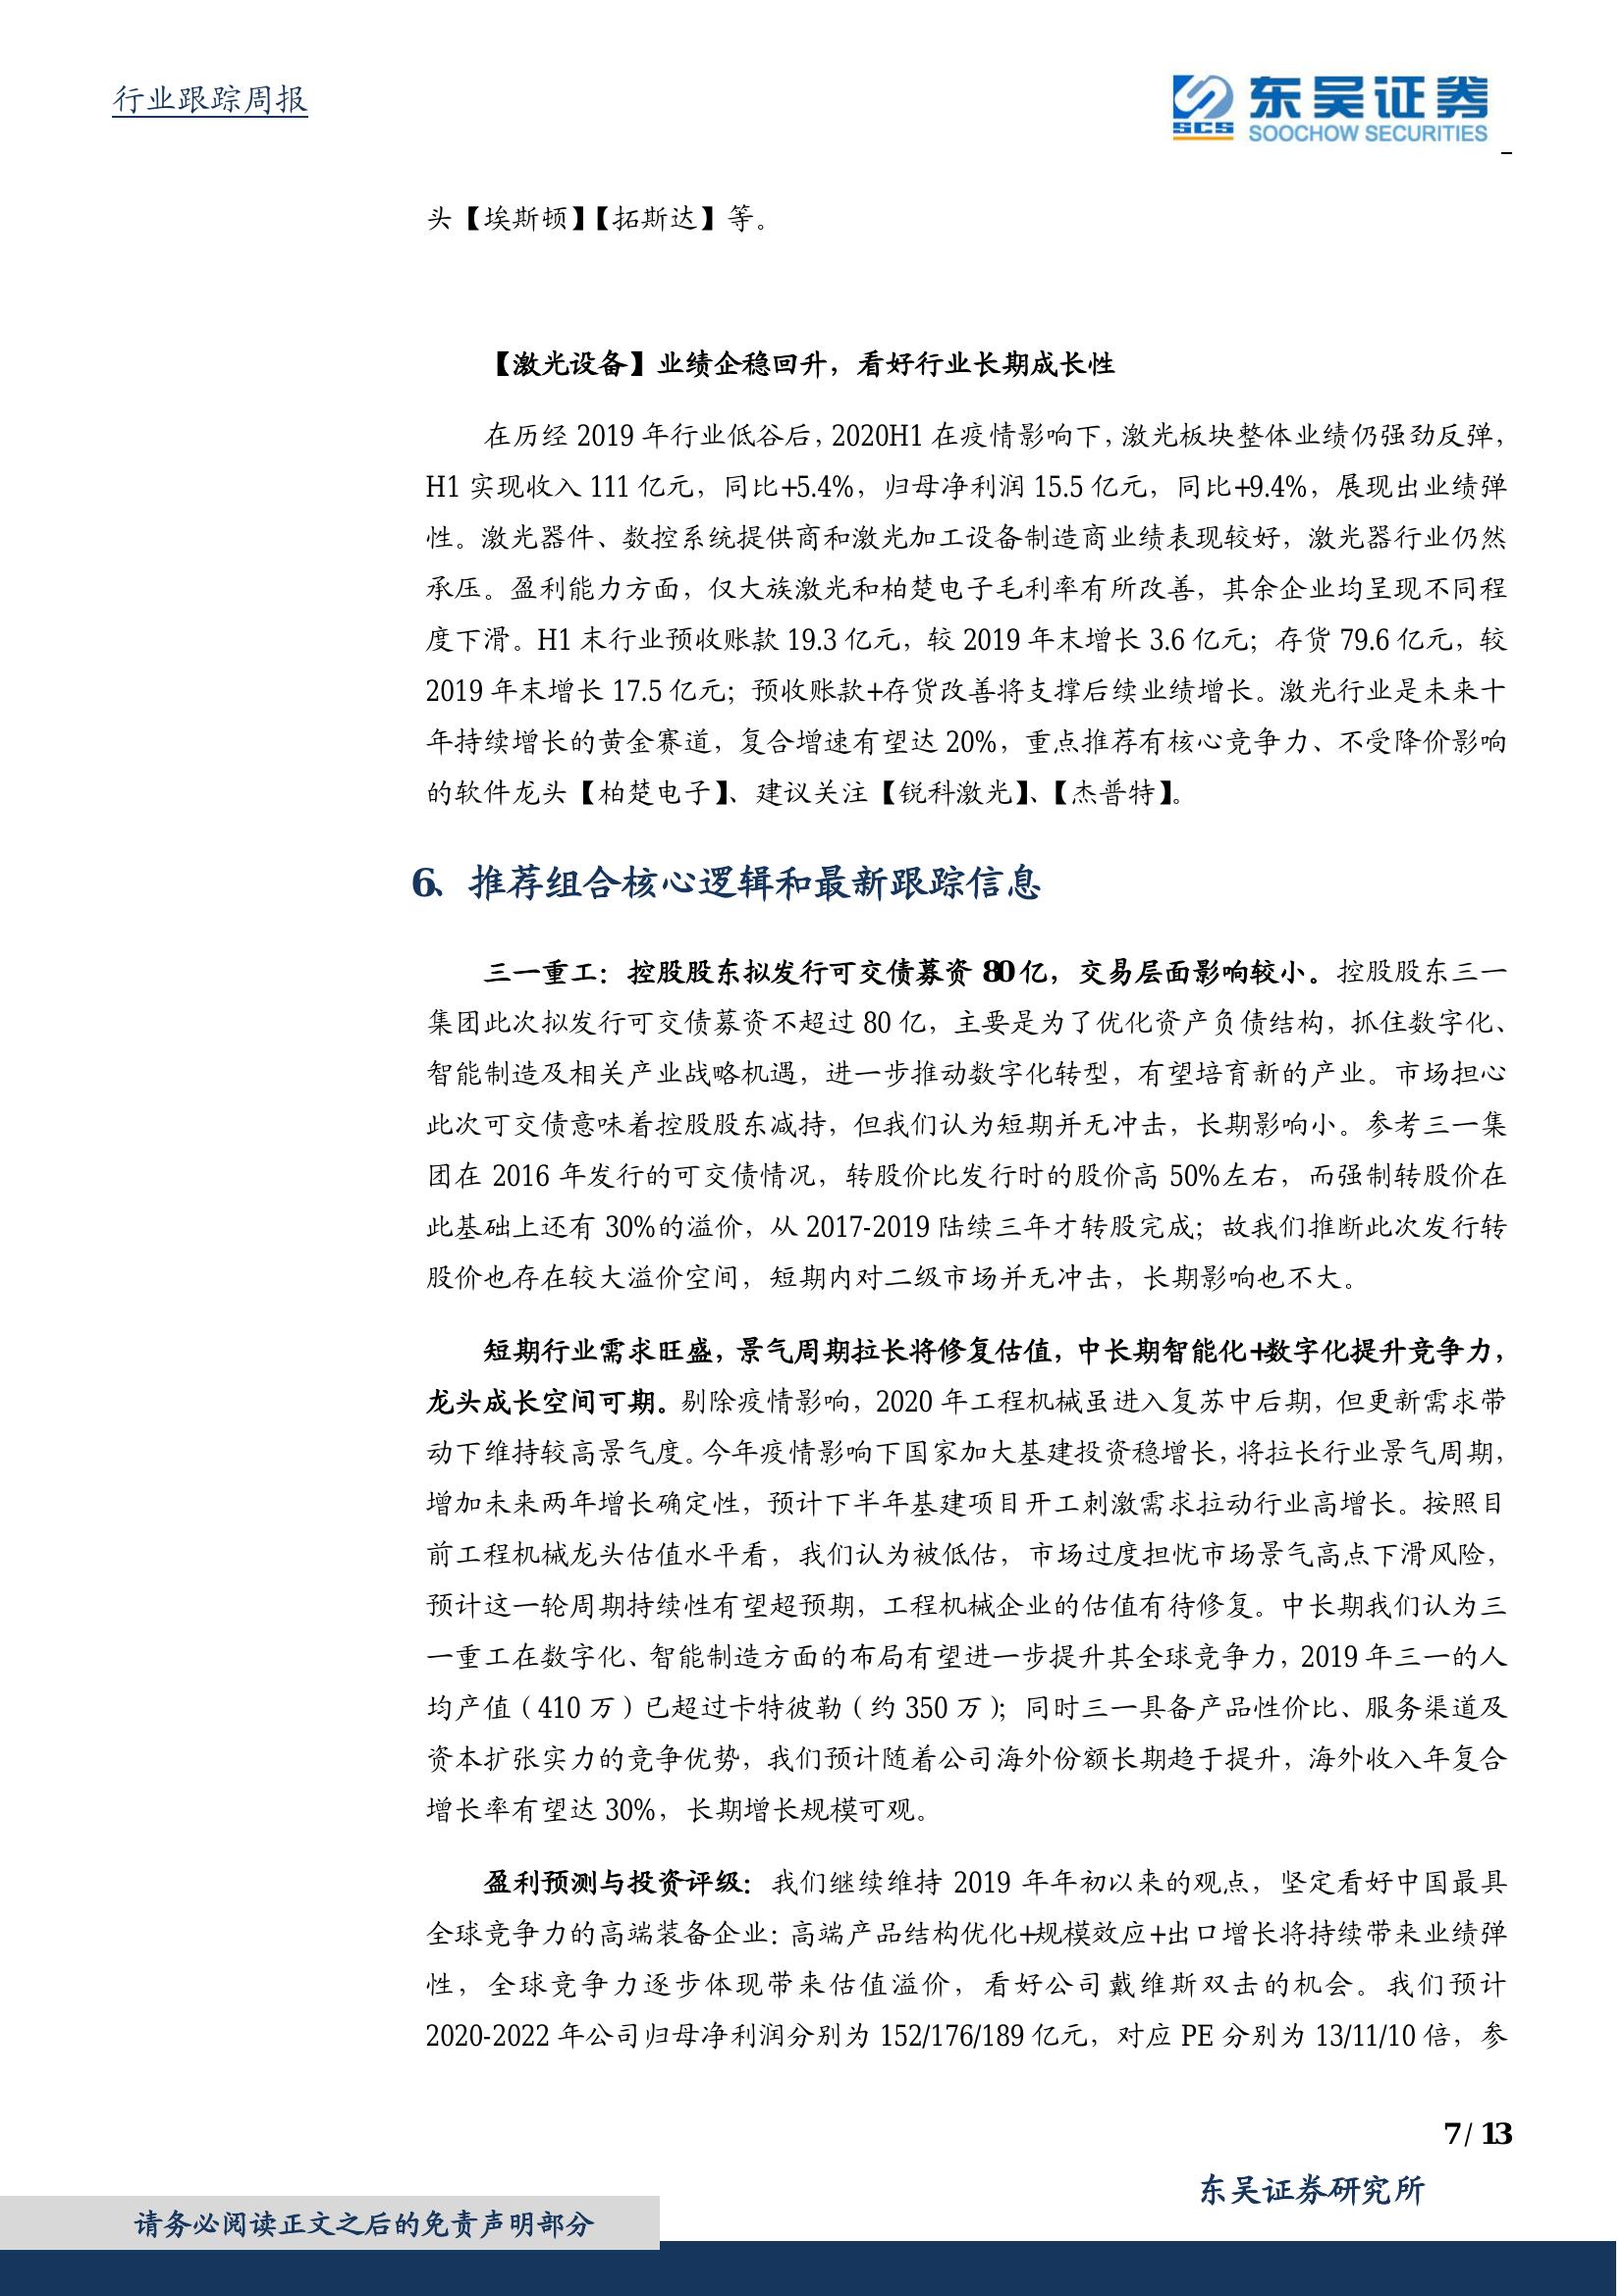 行业跟踪周报
SCS
东吴证券
SOOCHOW SECURITIES
头【埃斯顿】【拓斯达】等。
【激光设备】业绩企稳回升，看好行业长期成长性
在历经 2019 年行业低谷后，2020H1 在疫情影响下，激光板块整体业绩仍强劲反弹，
H1 实现收入 111 亿元，同比+5.4%，归母净利润 15.5 亿元，同比+9.4%，展现出业绩弹
性。激光器件、数控系统提供商和激光加工设备制造商业绩表现较好，激光器行业仍然
承压。盈利能力方面，仅大族激光和柏楚电子毛利率有所改善，其余企业均呈现不同程
度下滑。H1 末行业预收账款 19.3 亿元，较 2019 年末增长 3.6 亿元；存货 79.6 亿元，较
2019 年末增长 17.5 亿元；预收账款+存货改善将支撑后续业绩增长。激光行业是未来十
年持续增长的黄金赛道，复合增速有望达 20%，重点推荐有核心竞争力、不受降价影响
的软件龙头【柏楚电子】、建议关注【锐科激光】、【杰普特】。
6、推荐组合核心逻辑和最新跟踪信息
三一重工：控股股东拟发行可交债募资 80 亿，交易层面影响较小。控股股东三一
集团此次拟发行可交债募资不超过 80 亿，主要是为了优化资产负债结构，抓住数字化、
智能制造及相关产业战略机遇，进一步推动数字化转型，有望培育新的产业。市场担心
此次可交债意味着控股股东减持，但我们认为短期并无冲击，长期影响小。参考三一集
团在 2016 年发行的可交债情况，转股价比发行时的股价高 50%左右，而强制转股价在
此基础上还有 30%的溢价，从 2017-2019 陆续三年才转股完成；故我们推断此次发行转
股价也存在较大溢价空间，短期内对二级市场并无冲击，长期影响也不大。
短期行业需求旺盛，景气周期拉长将修复估值，中长期智能化+数字化提升竞争力，
龙头成长空间可期。剔除疫情影响，2020 年工程机械虽进入复苏中后期，但更新需求带
动下维持较高景气度。今年疫情影响下国家加大基建投资稳增长，将拉长行业景气周期，
增加未来两年增长确定性，预计下半年基建项目开工刺激需求拉动行业高增长。按照目
前工程机械龙头估值水平看，我们认为被低估，市场过度担忧市场景气高点下滑风险，
预计这一轮周期持续性有望超预期，工程机械企业的估值有待修复。中长期我们认为三
一重工在数字化、智能制造方面的布局有望进一步提升其全球竞争力，2019 年三一的人
均产值（410 万）已超过卡特彼勒（约 350 万）；同时三一具备产品性价比、服务渠道及
资本扩张实力的竞争优势，我们预计随着公司海外份额长期趋于提升，海外收入年复合
增长率有望达 30%，长期增长规模可观。
盈利预测与投资评级：我们继续维持 2019 年年初以来的观点，坚定看好中国最具
全球竞争力的高端装备企业：高端产品结构优化+规模效应+出口增长将持续带来业绩弹
性，全球竞争力逐步体现带来估值溢价，看好公司戴维斯双击的机会。我们预计
2020-2022 年公司归母净利润分别为 152/176/189 亿元，对应 PE 分别为 13/11/10 倍，参
7 / 13
东吴证券研究所
请务必阅读正文之后的免责声明部分